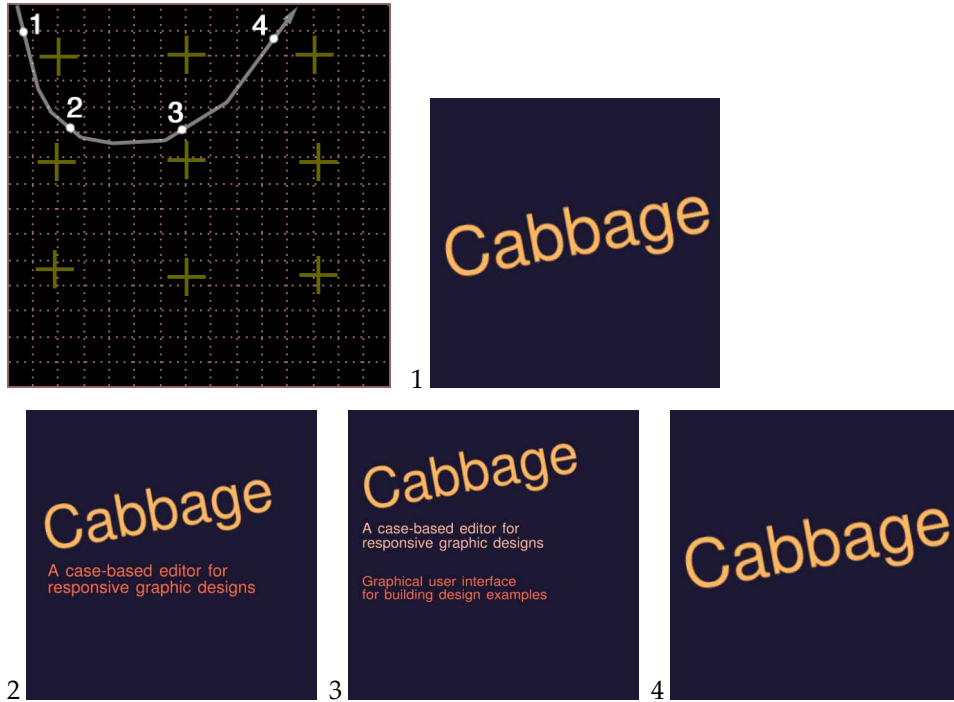 1
4
2
3
1
Cabbage
2
Cabbage
A case-based editor for
responsive graphic designs
3
Cabbage
A case-based editor for
responsive graphic designs
Graphical user interface
for building design examples
4
Cabbage